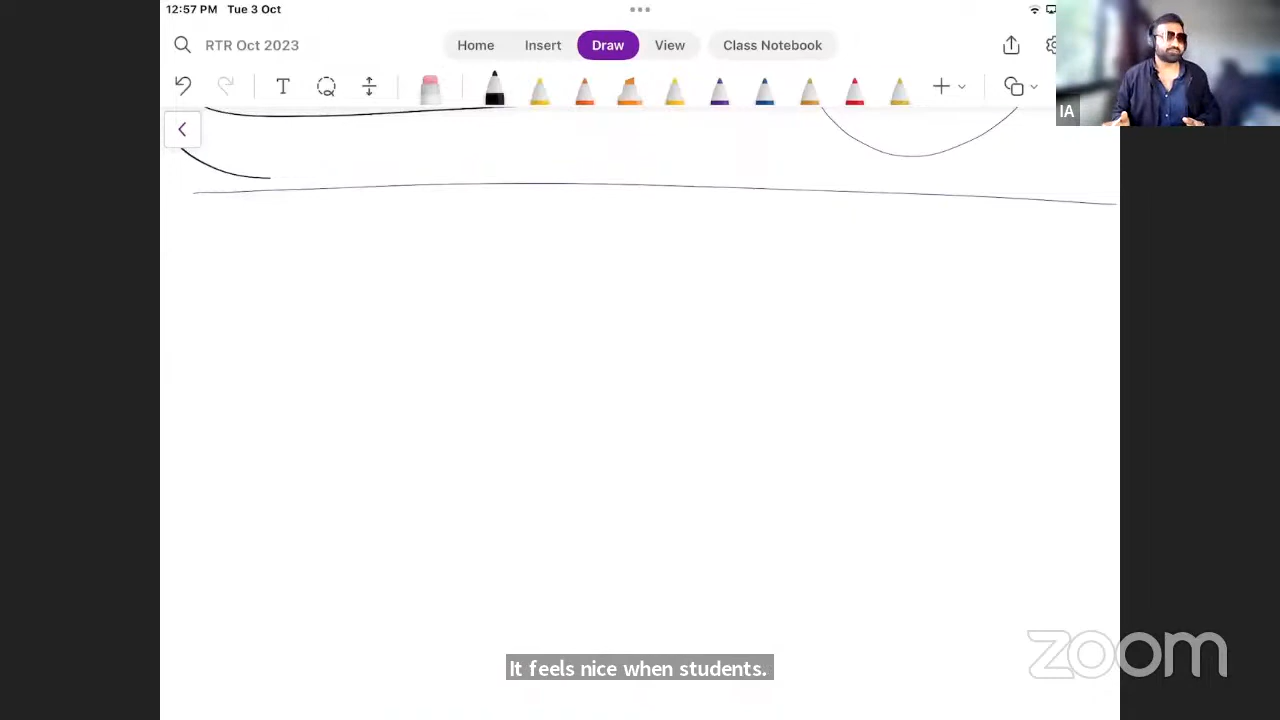 12:57 PM Tue 3 Oct
RTR Oct 2023
Home Insert Draw View Class Notebook
T
IA
It feels nice when students.
zoom